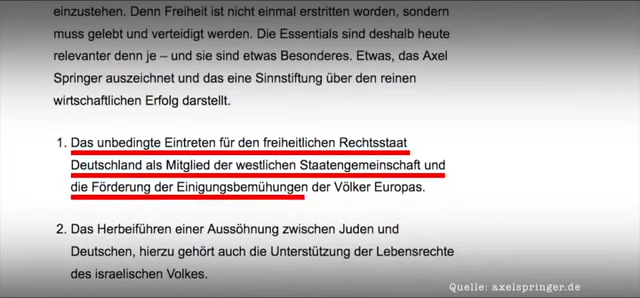 einzustehen. Denn Freiheit ist nicht einmal erstritten worden, sondern
muss gelebt und verteidigt werden. Die Essentials sind deshalb heute
relevanter denn je – und sie sind etwas Besonderes. Etwas, das Axel
Springer auszeichnet und das eine Sinnstiftung über den reinen
wirtschaftlichen Erfolg darstellt.
1. Das unbedingte Eintreten für den freiheitlichen Rechtsstaat
Deutschland als Mitglied der westlichen Staatengemeinschaft und
die Förderung der Einigungsbemühungen der Völker Europas.
2. Das Herbeiführen einer Aussöhnung zwischen Juden und
Deutschen, hierzu gehört auch die Unterstützung der Lebensrechte
des israelischen Volkes.
Quelle: axelspringer.de